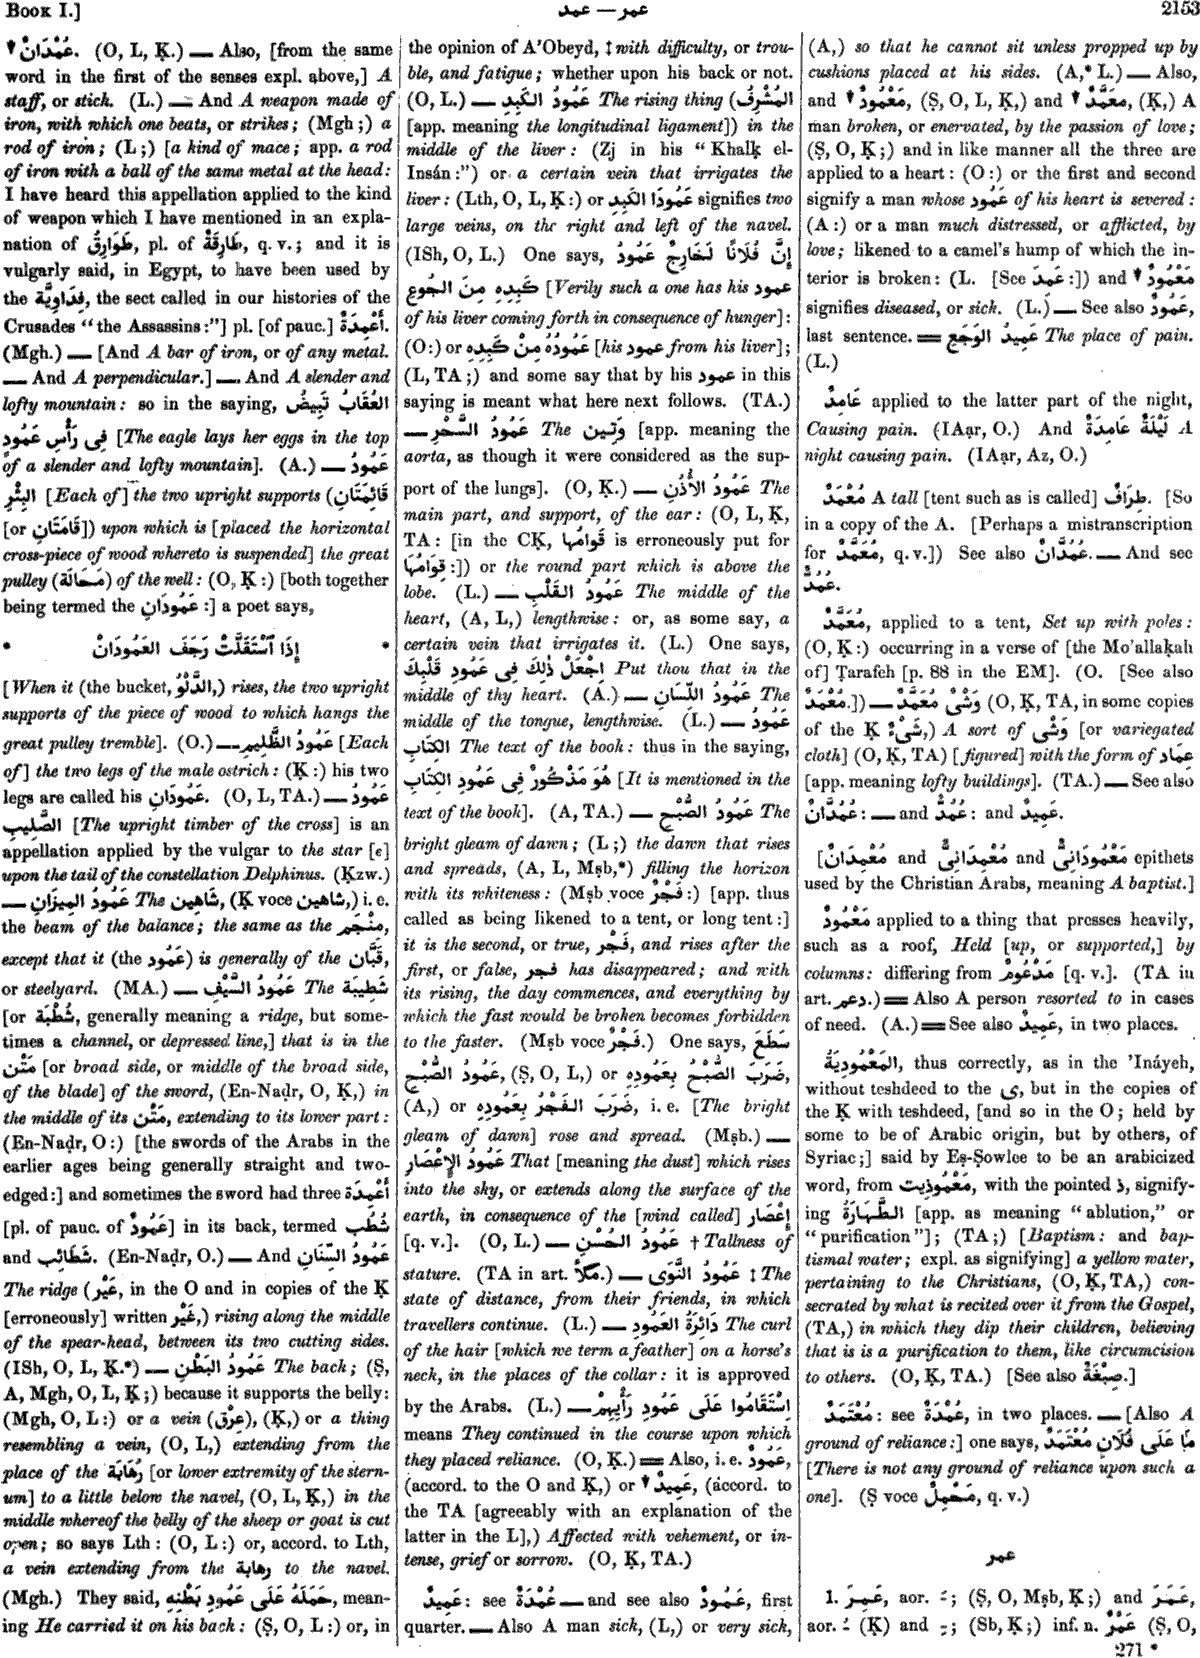 BOOK I.]
عمد — عمر
2153
عُمْدَانٌ. (O, L, Ḳ.) — Also, [from the same
word in the first of the senses expl. above,] A
staff, or stick. (L.) — And A weapon made of
iron, with which one beats, or strikes; (Mgh;) a
rod of iron; (L;) [a kind of mace; app. a rod
of iron with a ball of the same metal at the head:
I have heard this appellation applied to the kind
of weapon which I have mentioned in an expla-
nation of طَوَارِقُ, pl. of طَارِقَةٌ, q. v.; and it is
vulgarly said, in Egypt, to have been used by
the فِدَاوِيَّة, the sect called in our histories of the
Crusades “the Assassins:”] pl. [of pauc.] أَعْمِدَةٌ.
(Mgh.) — [And A bar of iron, or of any metal.
— And A perpendicular.] — And A slender and
lofty mountain: so in the saying, العُقَابُ تَبِيضُ
فِى رَأْسِ عَمُودٍ [The eagle lays her eggs in the top
of a slender and lofty mountain]. (A.) — عَمُودُ
البِئْرِ [Each of] the two upright supports (قَائِمَتَانِ
[or قَامَتَانِ]) upon which is [placed the horizontal
cross-piece of wood whereto is suspended] the great
pulley (مَحَالَة) of the well: (O, Ḳ:) [both together
being termed the عَمُودَانِ:] a poet says,
* إِذَا ٱسْتَقَلَّتْ رَجَفَ العَمُودَانْ *
[When it (the bucket, الدَّلْوُ,) rises, the two upright
supports of the piece of wood to which hangs the
great pulley tremble]. (O.) — عَمُودُ الظَّلِيمِ [Each
of] the two legs of the male ostrich: (Ḳ:) his two
legs are called his عَمُودَانِ. (O, L, TA.) — عَمُودُ
الصَّلِيبِ [The upright timber of the cross] is an
appellation applied by the vulgar to the star [ε]
upon the tail of the constellation Delphinus. (Ḳzw.)
— عَمُودُ المِيزَانِ The شَاهِين, (Ḳ voce شاهين,) i. e.
the beam of the balance; the same as the مِنْجَم,
except that it (the عَمُود) is generally of the قَبَّان,
or steelyard. (MA.) — عَمُودُ السَّيْفِ The شَطِيبَة
[or شُطْبَة, generally meaning a ridge, but some-
times a channel, or depressed line,] that is in the
مَتْن [or broad side, or middle of the broad side,
of the blade] of the sword, (En-Naḍr, O, Ḳ,) in
the middle of its مَتْن, extending to its lower part:
(En-Naḍr, O:) [the swords of the Arabs in the
earlier ages being generally straight and two-
edged:] and sometimes the sword had three أَعْمِدَة
[pl. of pauc. of عَمُودٌ] in its back, termed شُطُب
and شَطَائِب. (En-Naḍr, O.) — And عَمُودُ السِّنَانِ
The ridge (عَيْر, in the O and in copies of the Ḳ
[erroneously] written غَيْر,) rising along the middle
of the spear-head, between its two cutting sides.
(ISh, O, L, Ḳ.*) — عَمُودُ البَطْنِ The back; (Ṣ,
A, Mgh, O, L, Ḳ;) because it supports the belly:
(Mgh, O, L:) or a vein (عِرْق), (Ḳ,) or a thing
resembling a vein, (O, L,) extending from the
place of the رُهَابَة [or lower extremity of the stern-
um] to a little below the navel, (O, L, Ḳ,) in the
middle whereof the belly of the sheep or goat is cut
open; so says Lth: (O, L:) or, accord. to Lth,
a vein extending from the رهابة to the navel.
(Mgh.) They said, حَمَلَهُ عَلَى عَمُودِ بَطْنِهِ, mean-
ing He carried it on his back: (Ṣ, O, L:) or, in
the opinion of A’Obeyd, ‡ with difficulty, or trou-
ble, and fatigue; whether upon his back or not.
(O, L.) — عَمُودُ الكَبِدِ The rising thing (المُشْرِفُ
[app. meaning the longitudinal ligament]) in the
middle of the liver: (Zj in his “Khalḳ el-
Insán:”) or a certain vein that irrigates the
liver: (Lth, O, L, Ḳ:) or عَمُودَا الكَبِدِ signifies two
large veins, on the right and left of the navel.
(ISh, O, L.) One says, إِنَّ فُلَانًا لَخَارِجٌ عَمُودُ
كَبِدِهِ مِنَ الجُوعِ [Verily such a one has his عمود
of his liver coming forth in consequence of hunger]:
(O:) or عَمُودُهُ مِنْ كَبِدِهِ [his عمود from his liver];
(L, TA;) and some say that by his عمود in this
saying is meant what here next follows. (TA.)
— عَمُودُ السَّحْرِ The وَتِين [app. meaning the
aorta, as though it were considered as the sup-
port of the lungs]. (O, Ḳ.) — عَمُودُ الأُذُنِ The
main part, and support, of the ear: (O, L, Ḳ,
TA: [in the CḲ, قَوامُها is erroneously put for
قِوَامُهَا:]) or the round part which is above the
lobe. (L.) — عَمُودُ القَلْبِ The middle of the
heart, (A, L,) lengthwise: or, as some say, a
certain vein that irrigates it. (L.) One says,
اِجْعَلْ ذٰلِكَ فِى عَمُودِ قَلْبِكَ Put thou that in the
middle of thy heart. (A.) — عَمُودُ اللِّسَانِ The
middle of the tongue, lengthwise. (L.) — عَمُودُ
الكِتَابِ The text of the book: thus in the saying,
هُوَ مَذْكُورٌ فِى عَمُودِ الكِتَابِ [It is mentioned in the
text of the book]. (A, TA.) — عَمُودُ الصُّبْحِ The
bright gleam of dawn; (L;) the dawn that rises
and spreads, (A, L, Mṣb,*) filling the horizon
with its whiteness: (Mṣb voce فَجْرٌ:) [app. thus
called as being likened to a tent, or long tent:]
it is the second, or true, فَجْر, and rises after the
first, or false, فجر has disappeared; and with
its rising, the day commences, and everything by
which the fast would be broken becomes forbidden
to the faster. (Mṣb voce فَجْرٌ.) One says, سَطَعَ
عَمُودُ الصُّبْحِ, (Ṣ, O, L,) or ضَرَبَ الصُّبْحُ بِعَمُودِهِ,
(A,) or ضَرَبَ الفَجْرُ بِعَمُودِهِ, i. e. [The bright
gleam of dawn] rose and spread. (Mṣb.) —
عَمُودُ الإِعْصَارِ That [meaning the dust] which rises
into the sky, or extends along the surface of the
earth, in consequence of the [wind called] إِعْصَار
[q. v.]. (O, L.) — عَمُودُ الحُسْنِ † Tallness of
stature. (TA in art. ملأ.) — عَمُودُ النَّوَى ‡ The
state of distance, from their friends, in which
travellers continue. (L.) — دَائِرَةُ العَمُودِ The curl
of the hair [which we term a feather] on a horse’s
neck, in the places of the collar: it is approved
by the Arabs. (L.) — اِسْتَقَامُوا عَلَى عَمُودِ رَأْيِهِمْ
means They continued in the course upon which
they placed reliance. (O, Ḳ.) = Also, i. e. عَمُودٌ,
(accord. to the O and Ḳ,) or عَمِيدٌ, (accord. to
the TA [agreeably with an explanation of the
latter in the L],) Affected with vehement, or in-
tense, grief or sorrow. (O, Ḳ, TA.)
عَمِيدٌ: see عُمْدَةٌ — and see also عَمُودٌ, first
quarter. — Also A man sick, (L,) or very sick,
(A,) so that he cannot sit unless propped up by
cushions placed at his sides. (A,* L.) — Also,
and مَعْمُودٌ, (Ṣ, O, L, Ḳ,) and مُعَمَّدٌ, (Ḳ,) A
man broken, or enervated, by the passion of love;
(Ṣ, O, Ḳ;) and in like manner all the three are
applied to a heart: (O:) or the first and second
signify a man whose عَمُود of his heart is severed:
(A:) or a man much distressed, or afflicted, by
love; likened to a camel’s hump of which the in-
terior is broken: (L. [See عَمِدَ:]) and مَعْمُودٌ
signifies diseased, or sick. (L.) — See also عَمُودٌ,
last sentence. = عَمِيدُ الوَجَعِ The place of pain.
(L.)
عَامِدٌ applied to the latter part of the night,
Causing pain. (IAạr, O.) And لَيْلَةٌ عَامِدَةٌ A
night causing pain. (IAạr, Az, O.)
مُعْمَدٌ A tall [tent such as is called] طِرَاف. [So
in a copy of the A. [Perhaps a mistranscription
for مُعَمَّدٌ, q. v.]) See also عُمُدَّانٌ. — And see
عُمُدٌّ.
مُعَمَّدٌ, applied to a tent, Set up with poles:
(O, Ḳ:) occurring in a verse of [the Mo’allaḳah
of] Ṭarafeh [p. 88 in the EM]. (O. [See also
مُعْمَدٌ.]) — وَشْىٌ مُعَمَّدٌ (O, Ḳ, TA, in some copies
of the Ḳ شَىْءٌ,) A sort of وَشْى [or variegated
cloth] (O, Ḳ, TA) [figured] with the form of عِمَاد
[app. meaning lofty buildings]. (TA.) — See also
عُمُدَّانٌ: — and عُمُدٌّ: and عَمِيدٌ.
[مَعْمِدَانٌ and مَعْمِدَانِىٌّ and مَعْمُودَانِىٌّ epithets
used by the Christian Arabs, meaning A baptist.]
مَعْمُودٌ applied to a thing that presses heavily,
such as a roof, Held [up, or supported,] by
columns: differing from مَدْعُومٌ [q. v.]. (TA in
art. دعم.) = Also A person resorted to in cases
of need. (A.) = See also عَمِيدٌ, in two places.
المَعْمُودِيَةُ, thus correctly, as in the ’Ináyeh,
without teshdeed to the ى, but in the copies of
the Ḳ with teshdeed, [and so in the O; held by
some to be of Arabic origin, but by others, of
Syriac;] said by Eṣ-Ṣowlee to be an arabicized
word, from مَعْمُوذِيت, with the pointed ذ, signify-
ing الطَّهَارَةُ [app. as meaning “ablution,” or
“purification”]; (TA;) [Baptism: and bap-
tismal water; expl. as signifying] a yellow water,
pertaining to the Christians, (O, Ḳ, TA,) con-
secrated by what is recited over it from the Gospel,
(TA,) in which they dip their children, believing
that is is a purification to them, like circumcision
to others. (O, Ḳ, TA.) [See also صِبْغَةٌ.]
مُعْتَمَدٌ: see عُمْدَةٌ, in two places. — [Also A
ground of reliance:] one says, مَا عَلَى فُلَانٍ مُعْتَمَدٌ
[There is not any ground of reliance upon such a
one]. (Ṣ voce مَحْمِلٌ, q. v.)
عمر
1. عَمِرَ, aor. ـَ; (Ṣ, O, Mṣb, Ḳ;) and عَمَرَ,
aor. ـُ (Ḳ) and ـِ; (Sb, Ḳ;) inf. n. عَمْرٌ (Ṣ, O,
271 *